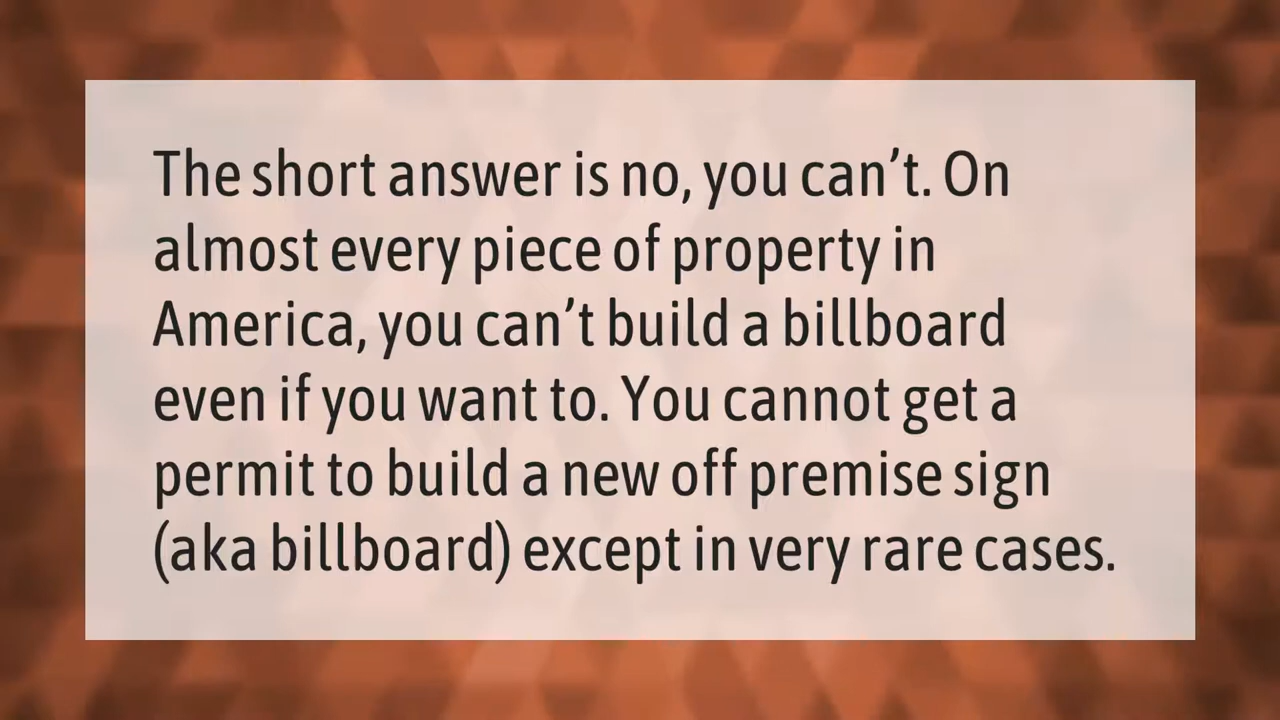 The short answer is no, you can’t. On
almost every piece of property in
America, you can’t build a billboard
even if you want to. You cannot get a
permit to build a new off premise sign
(aka billboard) except in very rare cases.